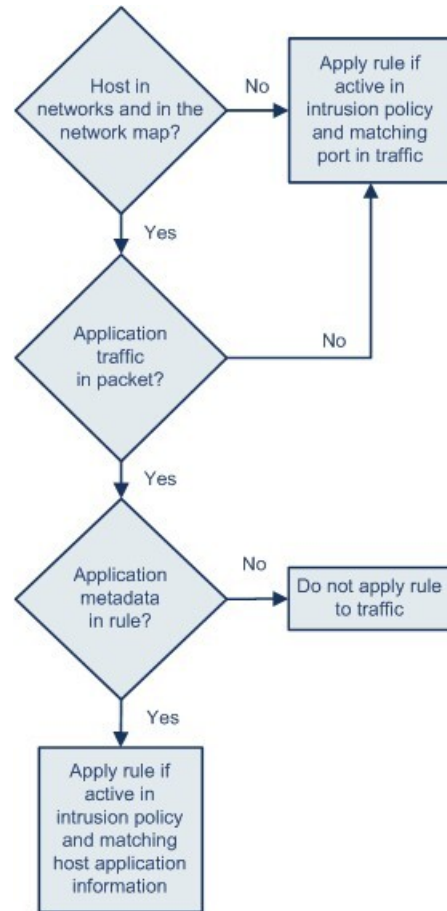 Host in
networks and in the
network map?
No
Apply rule if
active in
intrusion policy
and matching
port in traffic
Yes
Application
traffic
in packet?
No
Yes
Application
metadata
in rule?
No
Do not apply rule
to traffic
Yes
Apply rule if
active in
intrusion policy
and matching
host application
information